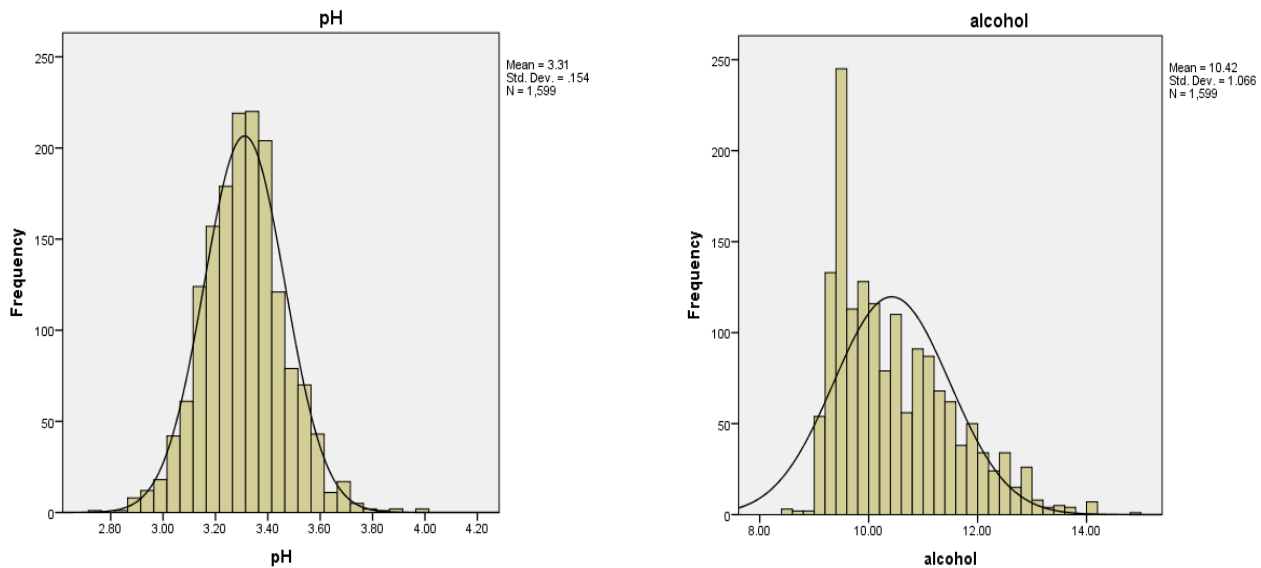 pH
250
200
150
100
50
0
Frequency
2.80 3.00 3.20 3.40 3.60 3.80 4.00 4.20
pH
Mean = 3.31
Std. Dev. = .154
N = 1,599
alcohol
250
200
150
100
50
0
Frequency
8.00 10.00 12.00 14.00
alcohol
Mean = 10.42
Std. Dev. = 1.066
N = 1,599